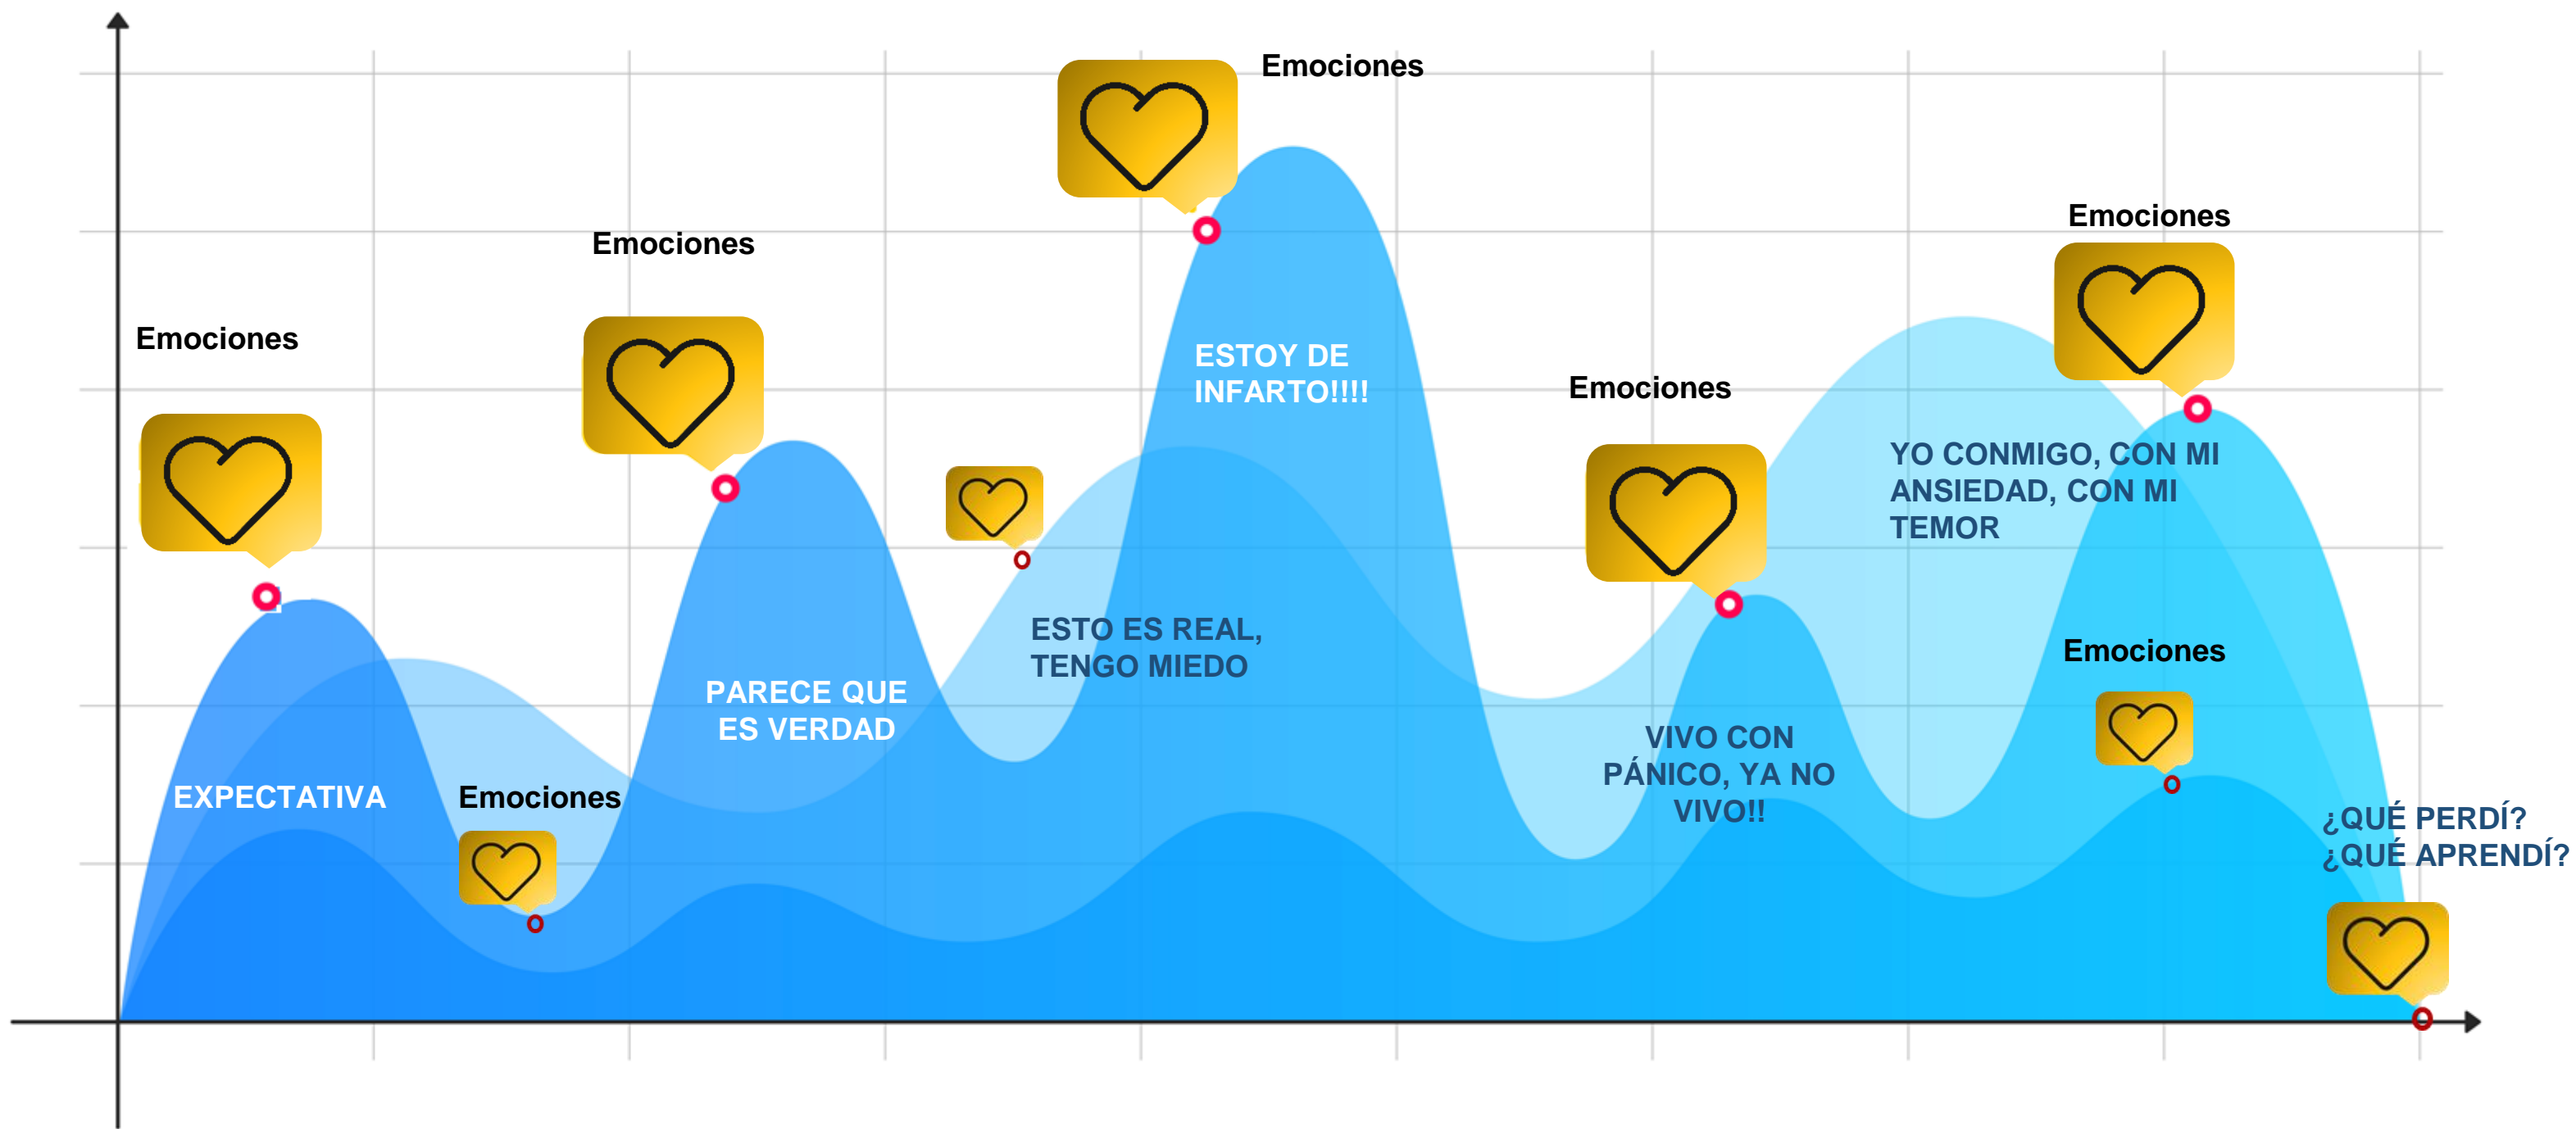 Emociones
Emociones
Emociones
Emociones
Emociones
ESTOY DE
INFARTO!!!!
Emociones
YO CONMIGO, CON MI
ANSIEDAD, CON MI
TEMOR
ESTO ES REAL,
TENGO MIEDO
Emociones
PARECE QUE
ES VERDAD
VIVO CON
PÁNICO, YA NO
VIVO!!
EXPECTATIVA
Emociones
¿QUÉ PERDÍ?
¿QUÉ APRENDÍ?